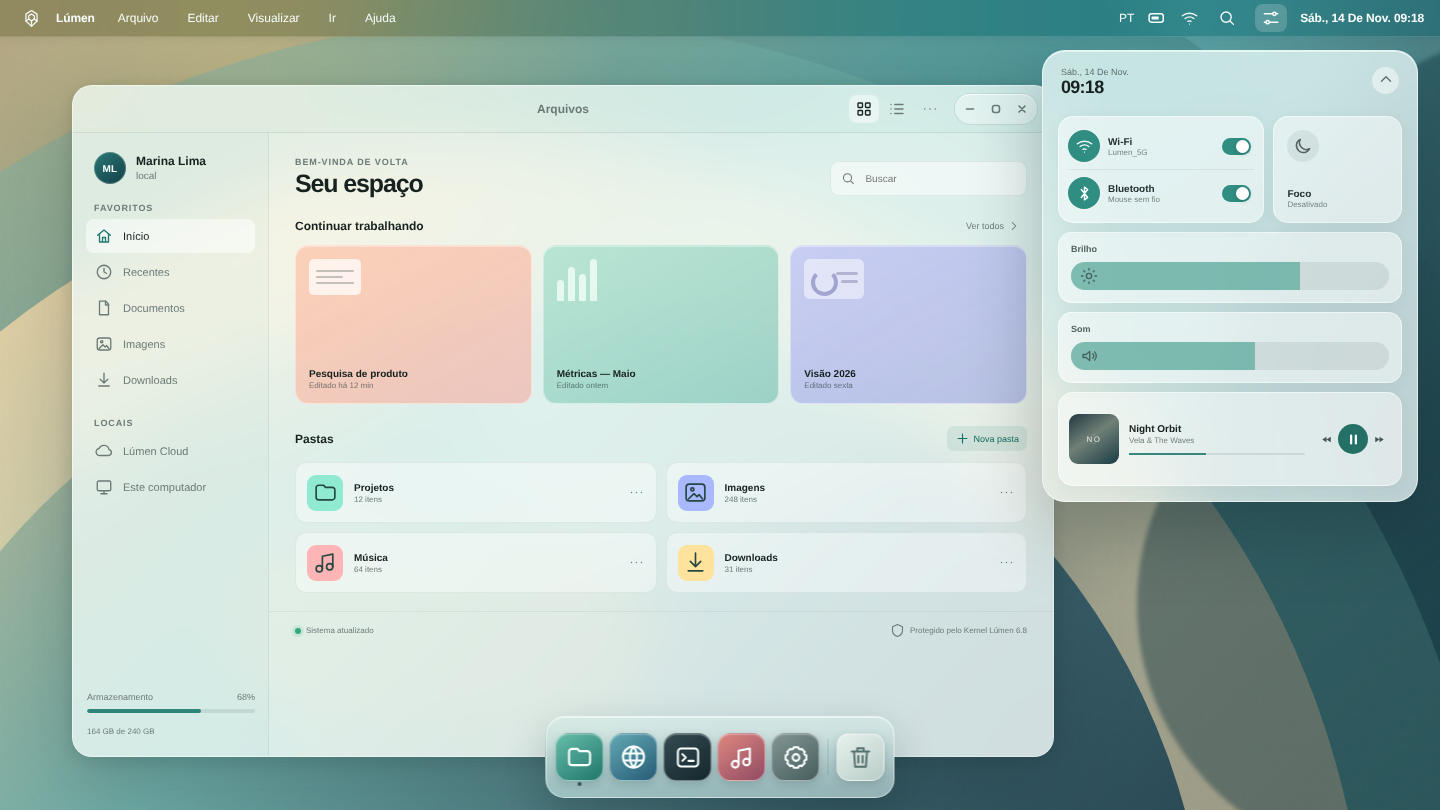 Lúmen Arquivo Editar Visualizar Ir Ajuda PT Sáb., 14 De Nov. 09:18
Arquivos
ML
Marina Lima
local
FAVORITOS
Início
Recentes
Documentos
Imagens
Downloads
LOCAIS
Lúmen Cloud
Este computador
Armazenamento 68%
164 GB de 240 GB
BEM-VINDA DE VOLTA
Seu espaço
Buscar
Continuar trabalhando
Ver todos
Pesquisa de produto
Editado há 12 min
Métricas — Maio
Editado ontem
Visão 2026
Editado sexta
Pastas
Nova pasta
Projetos
12 itens
Imagens
248 itens
Música
64 itens
Downloads
31 itens
Sistema atualizado
Protegido pelo Kernel Lúmen 6.8
Sáb., 14 De Nov.
09:18
Wi-Fi
Lumen_5G
Bluetooth
Mouse sem fio
Foco
Desativado
Brilho
Som
NO
Night Orbit
Vela & The Waves